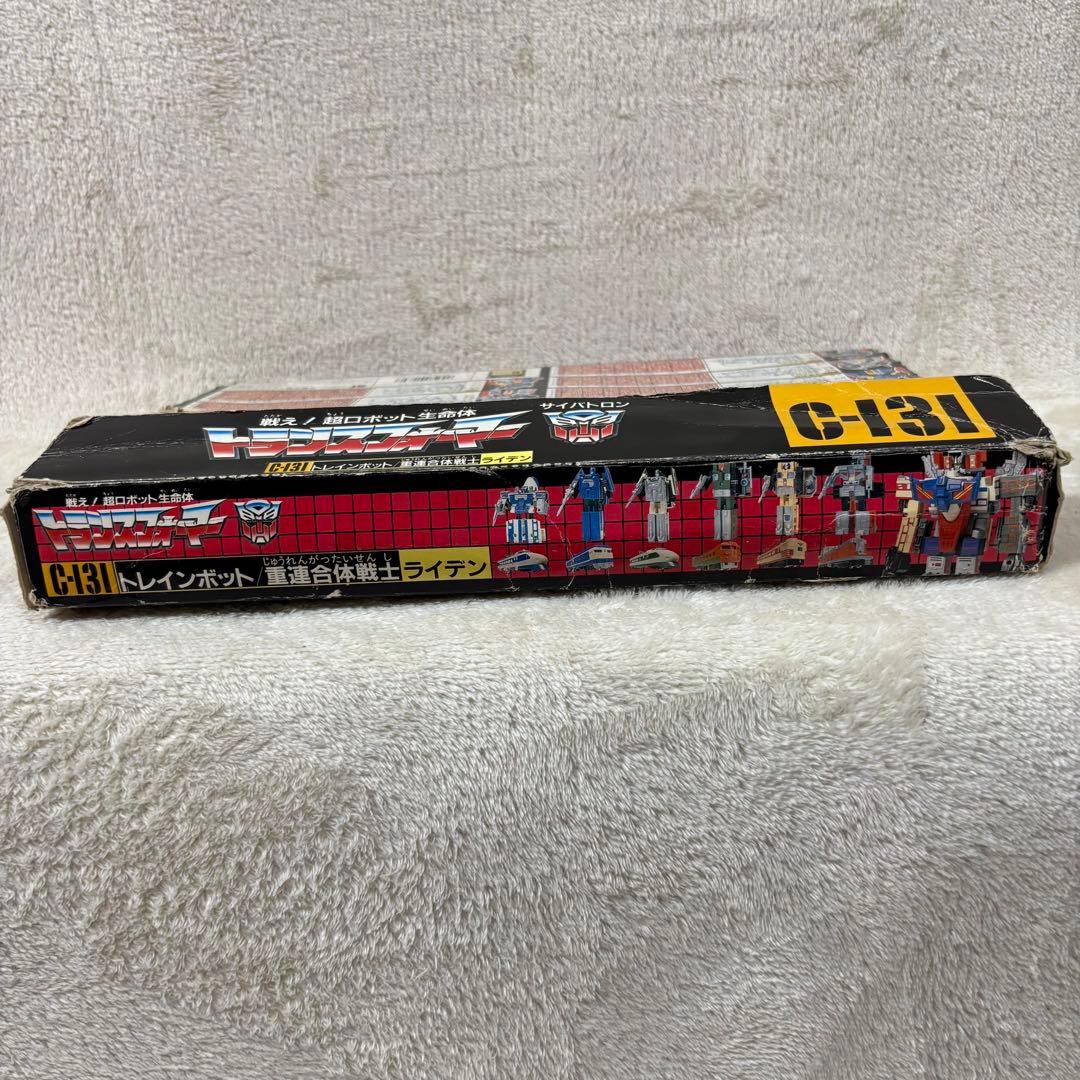 戦え!超ロボット生命体
トランスフォーマー
サイバトロン
C-131
C-131 トレインボット/重連合体戦士ライデン
戦え!超ロボット生命体
トランスフォーマー
じゅうれんがったいせんし
C-131 トレインボット/重連合体戦士ライデン